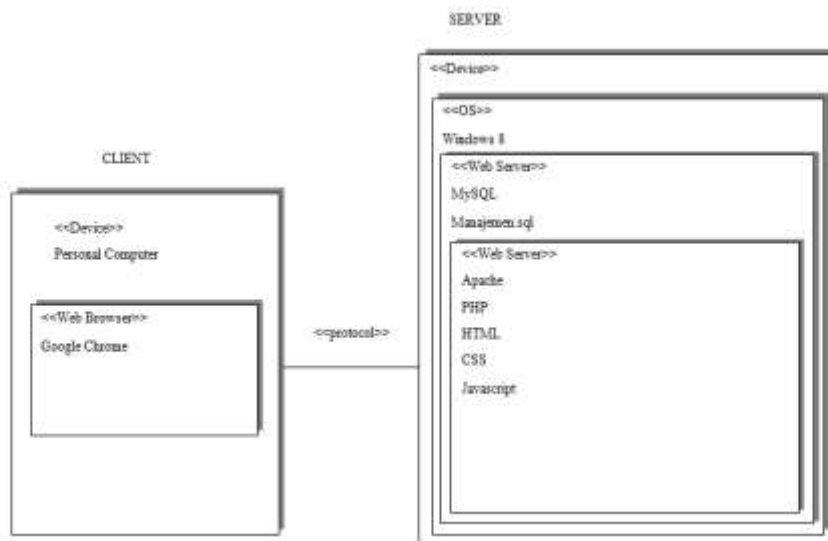 SERVER
<<Device>>
<<OS>>
Windows 8
<<Web Server>>
MySQL
Manajemen.sql
<<Web Server>>
Apache
PHP
HTML
CSS
Javascript
CLIENT
<<Device>>
Personal Computer
<<Web Browser>>
Google Chrome
<<protocol>>